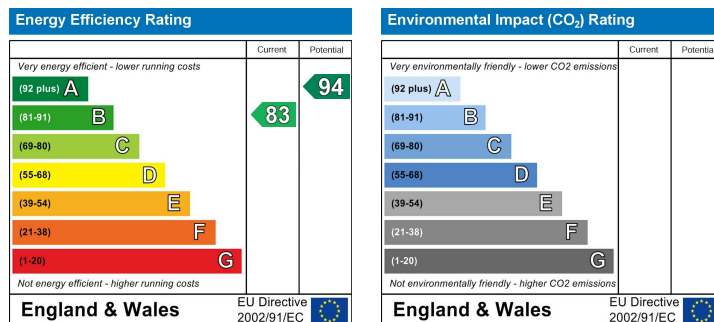 Energy Efficiency Rating
Current Potential
Very energy efficient - lower running costs
(92 plus) A
94
(81-91) B
83
(69-80) C
(55-68) D
(39-54) E
(21-38) F
(1-20) G
Not energy efficient - higher running costs
England & Wales
EU Directive
2002/91/EC
Environmental Impact (CO₂) Rating
Current Potential
Very environmentally friendly - lower CO2 emissions
(92 plus) A
(81-91) B
(69-80) C
(55-68) D
(39-54) E
(21-38) F
(1-20) G
Not environmentally friendly - higher CO2 emissions
England & Wales
EU Directive
2002/91/EC